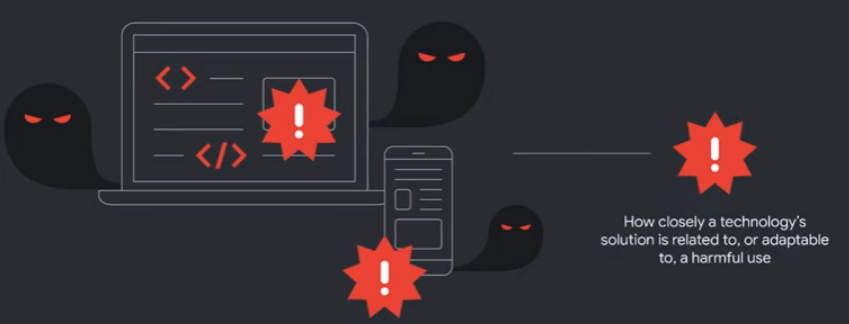 < >
</>
!
!
!
How closely a technology's
solution is related to, or adaptable
to, a harmful use